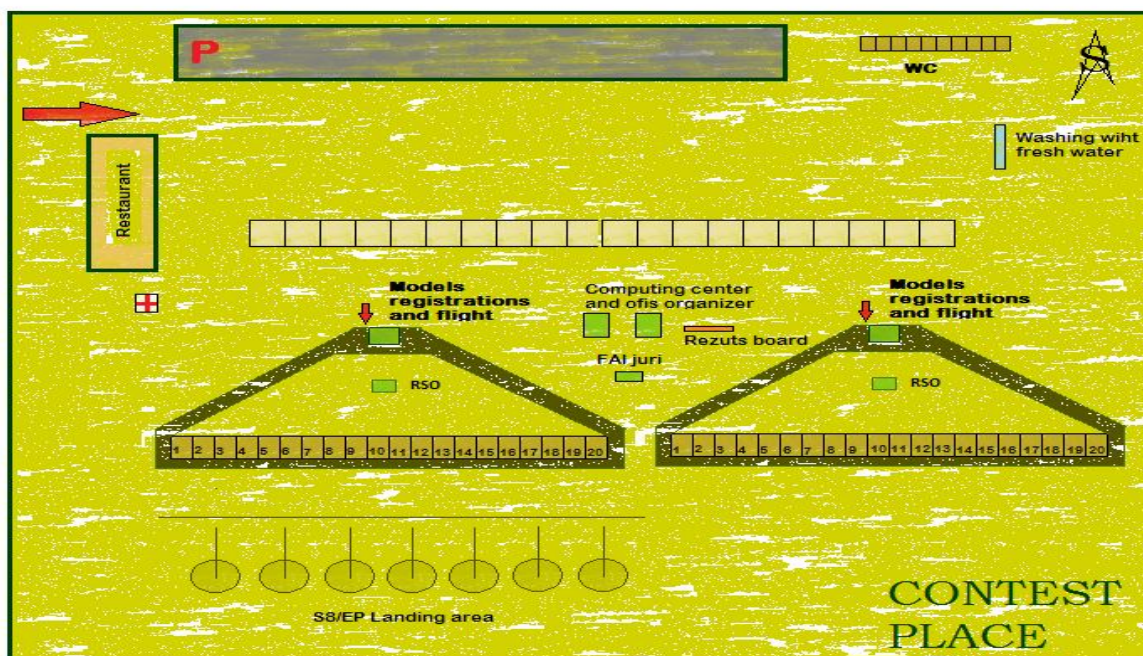 P
WC
S
Washing wiht
fresh water
Restaurant
Models
registrations
and flight
Computing center
and ofis organizer
Rezuts board
FAI juri
Models
registrations
and flight
RSO
RSO
1 2 3 4 5 6 7 8 9 10 11 12 13 14 15 16 17 18 19 20
1 2 3 4 5 6 7 8 9 10 11 12 13 14 15 16 17 18 19 20
S8/EP Landing area
CONTEST
PLACE